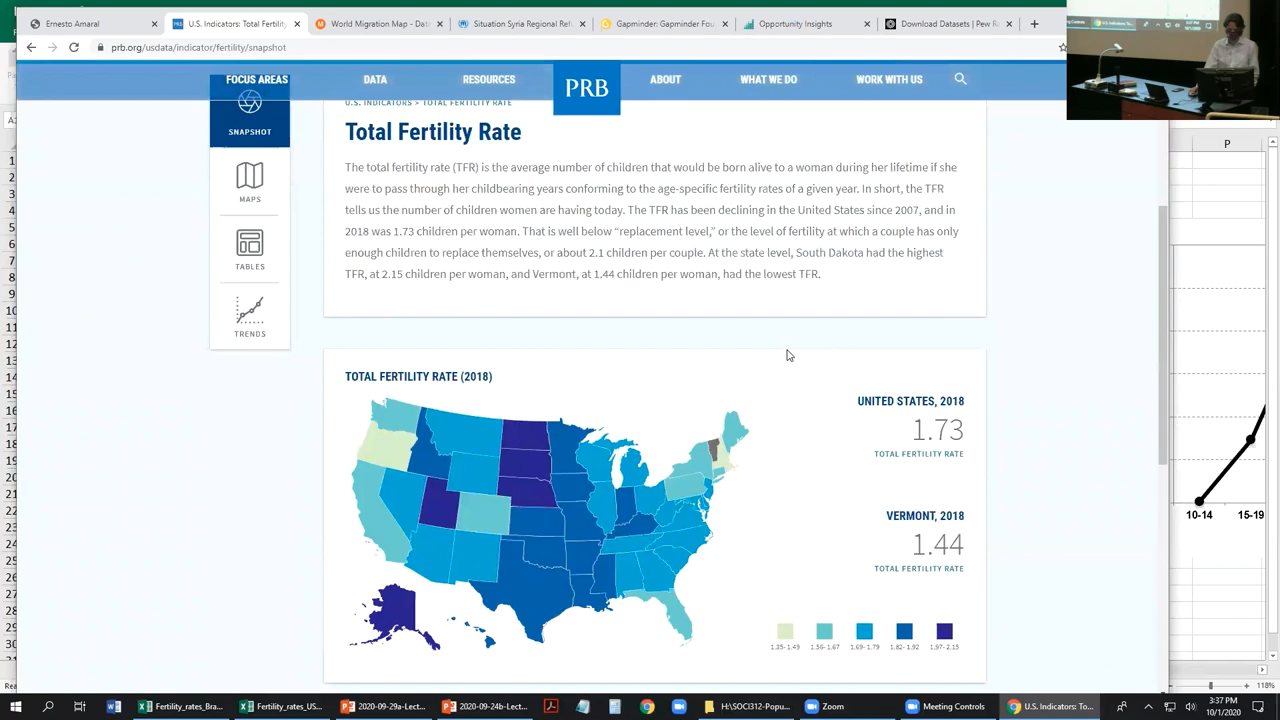 Ernesto Amaral
U.S. Indicators: Total Fertility
World Migration Map - Data
Situation Syria Regional Ref
Gapminder: Gapminder Fou
Opportunity Insights
Download Datasets | Pew R
prb.org/usdata/indicator/fertility/snapshot
FOCUS AREAS
DATA
RESOURCES
PRB
ABOUT
WHAT WE DO
WORK WITH US
SNAPSHOT
MAPS
TABLES
TRENDS
U.S. INDICATORS > TOTAL FERTILITY RATE
Total Fertility Rate
The total fertility rate (TFR) is the average number of children that would be born alive to a woman during her lifetime if she
were to pass through her childbearing years conforming to the age-specific fertility rates of a given year. In short, the TFR
tells us the number of children women are having today. The TFR has been declining in the United States since 2007, and in
2018 was 1.73 children per woman. That is well below “replacement level,” or the level of fertility at which a couple has only
enough children to replace themselves, or about 2.1 children per couple. At the state level, South Dakota had the highest
TFR, at 2.15 children per woman, and Vermont, at 1.44 children per woman, had the lowest TFR.
TOTAL FERTILITY RATE (2018)
UNITED STATES, 2018
1.73
TOTAL FERTILITY RATE
VERMONT, 2018
1.44
TOTAL FERTILITY RATE
1.35- 1.49
1.56- 1.67
1.69- 1.79
1.82- 1.92
1.97- 2.15
P
10-14
15-19
118%
Fertility_rates_Bra...
Fertility_rates_US...
2020-09-29a-Lect...
2020-09-24b-Lect...
H:\SOCI312-Popu...
Zoom
Meeting Controls
U.S. Indicators: Tot...
3:37 PM
10/1/2020